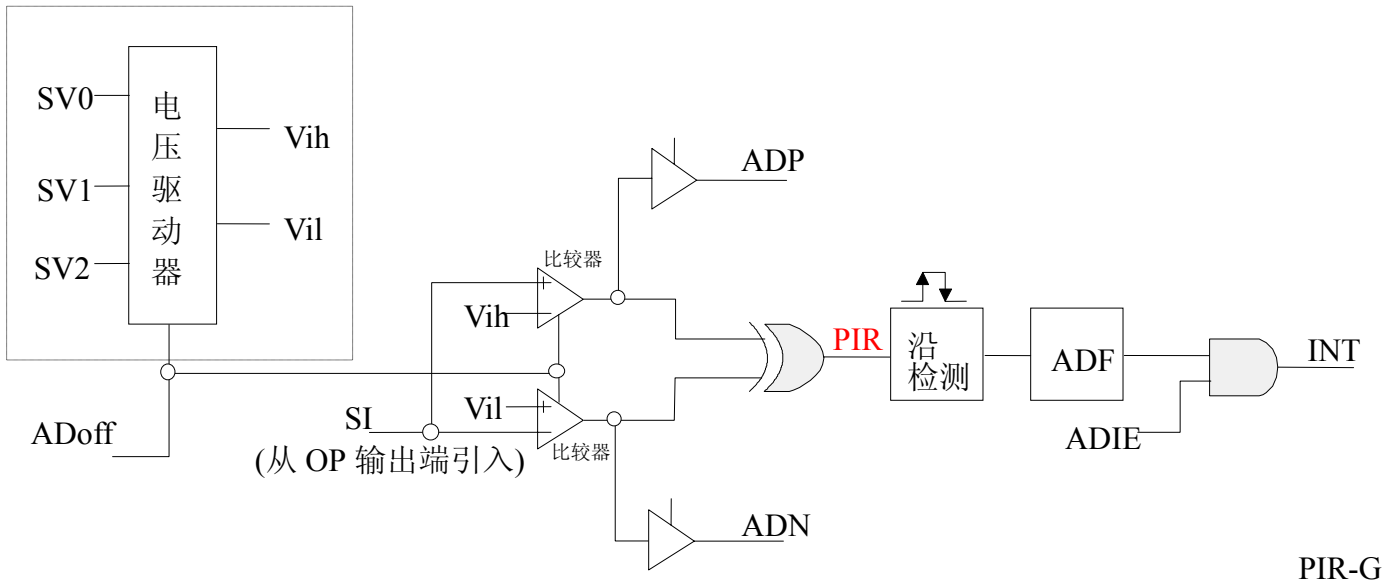 SV0
SV1
SV2
电压驱动器
Vih
Vil
ADoff
ADP
比较器
Vih
Vil
SI
(从 OP 输出端引入)
比较器
ADN
PIR
沿
检测
ADF
ADIE
INT
PIR-G